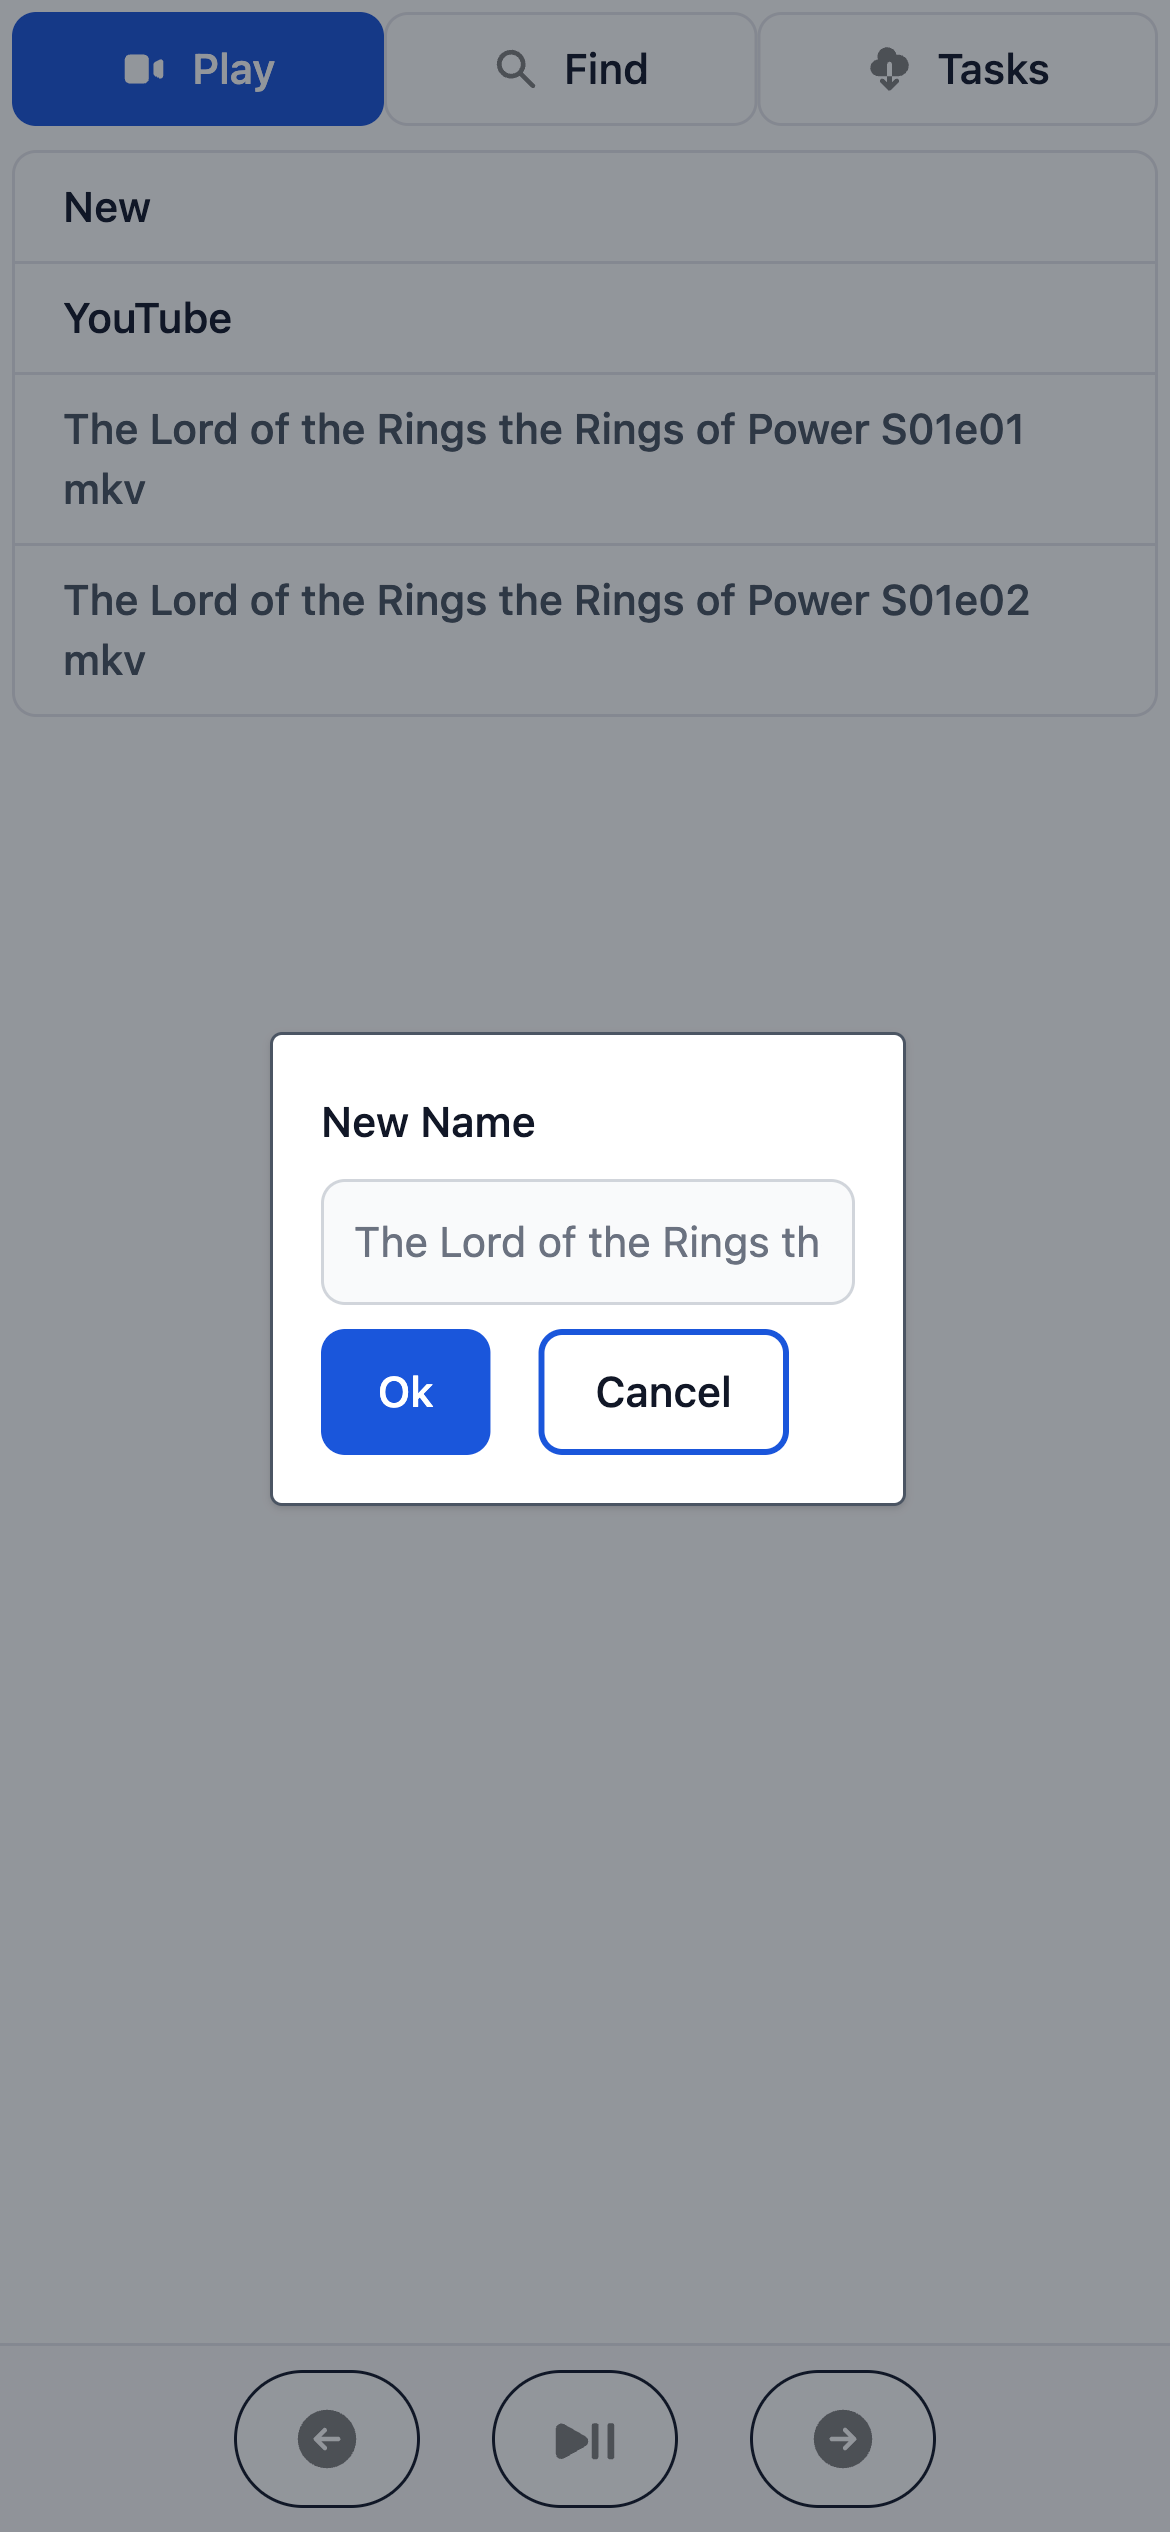 Play
Find
Tasks
New
YouTube
The Lord of the Rings the Rings of Power S01e01
mkv
The Lord of the Rings the Rings of Power S01e02
mkv
New Name
The Lord of the Rings th
Ok
Cancel